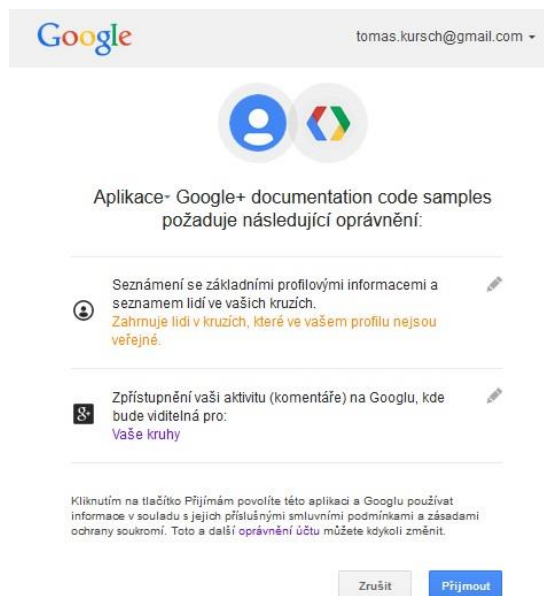 Google
tomas.kursch@gmail.com
Aplikace Google+ documentation code samples
požaduje následující oprávnění:
Seznámení se základními profilovými informacemi a
seznamem lidí ve vašich kruzích.
Zahrnuje lidi v kruzích, které ve vašem profilu nejsou
veřejné.
8+
Zpřístupnění vaši aktivitu (komentáře) na Googlu, kde
bude viditelná pro:
Vaše kruhy
Kliknutím na tlačítko Přijímám povolíte této aplikaci a Googlu používat
informace v souladu s jejich příslušnými smluvními podmínkami a zásadami
ochrany soukromí. Toto a další oprávnění účtu můžete kdykoli změnit.
Zrušit
Přijmout